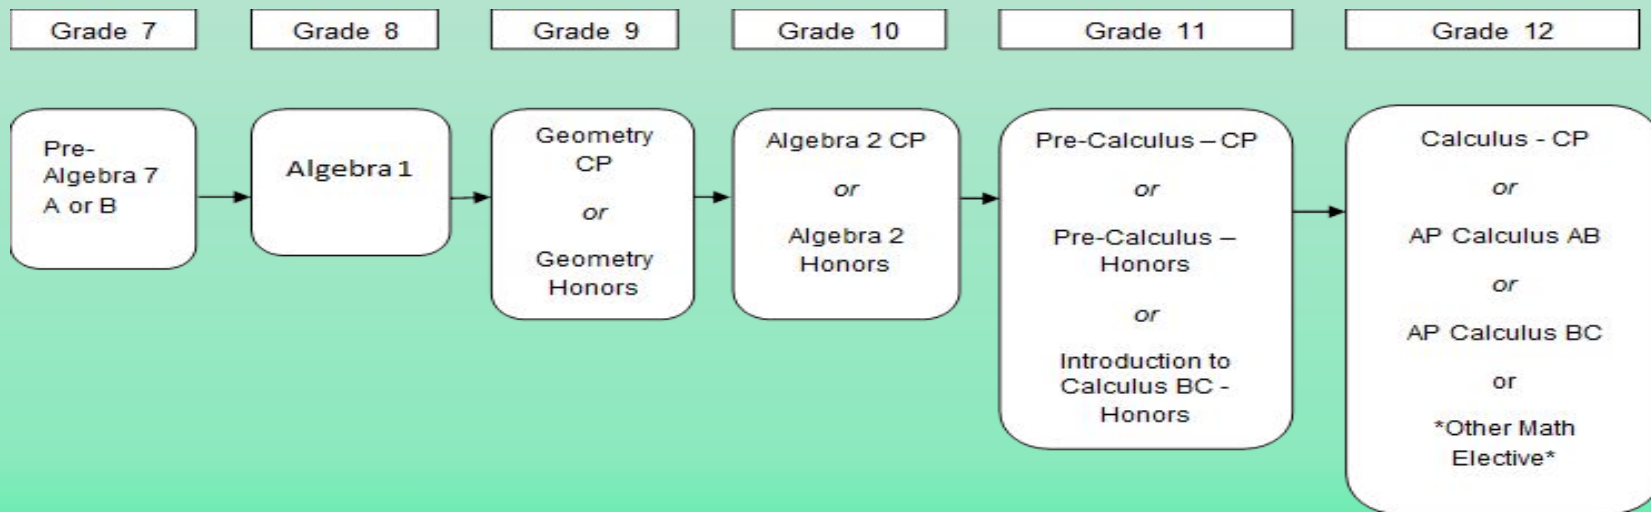 Grade 7
Grade 8
Grade 9
Grade 10
Grade 11
Grade 12
Pre-
Algebra 7
A or B
Algebra 1
Geometry
CP
or
Geometry
Honors
Algebra 2 CP
or
Algebra 2
Honors
Pre-Calculus – CP
or
Pre-Calculus –
Honors
or
Introduction to
Calculus BC -
Honors
Calculus - CP
or
AP Calculus AB
or
AP Calculus BC
or
*Other Math
Elective*